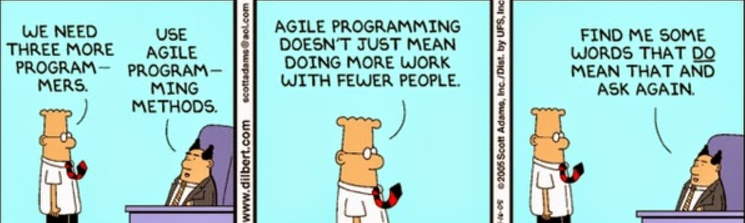 WE NEED
THREE MORE
PROGRAM—
MERS.
USE
AGILE
PROGRAM—
MING
METHODS.
www.dilbert.com scottadams@aol.com
AGILE PROGRAMMING
DOESN'T JUST MEAN
DOING MORE WORK
WITH FEWER PEOPLE.
©2005 Scott Adams, Inc./Dist. by UFS, Inc
FIND ME SOME
WORDS THAT DO
MEAN THAT AND
ASK AGAIN.